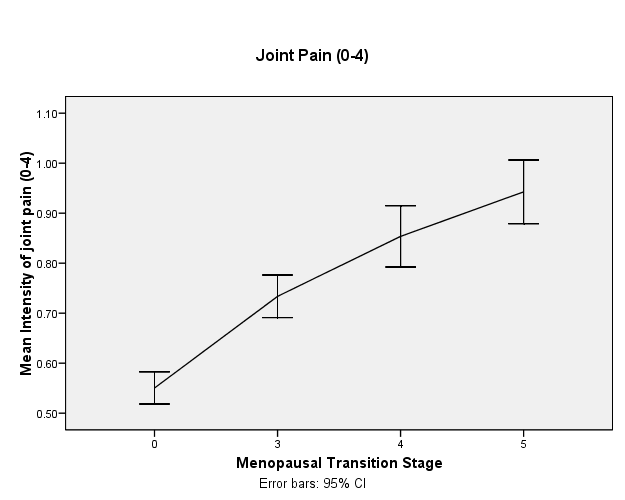 Joint Pain (0-4)
Mean Intensity of joint pain (0-4)
1.10
1.00
0.90
0.80
0.70
0.60
0.50
0 3 4 5
Menopausal Transition Stage
Error bars: 95% CI